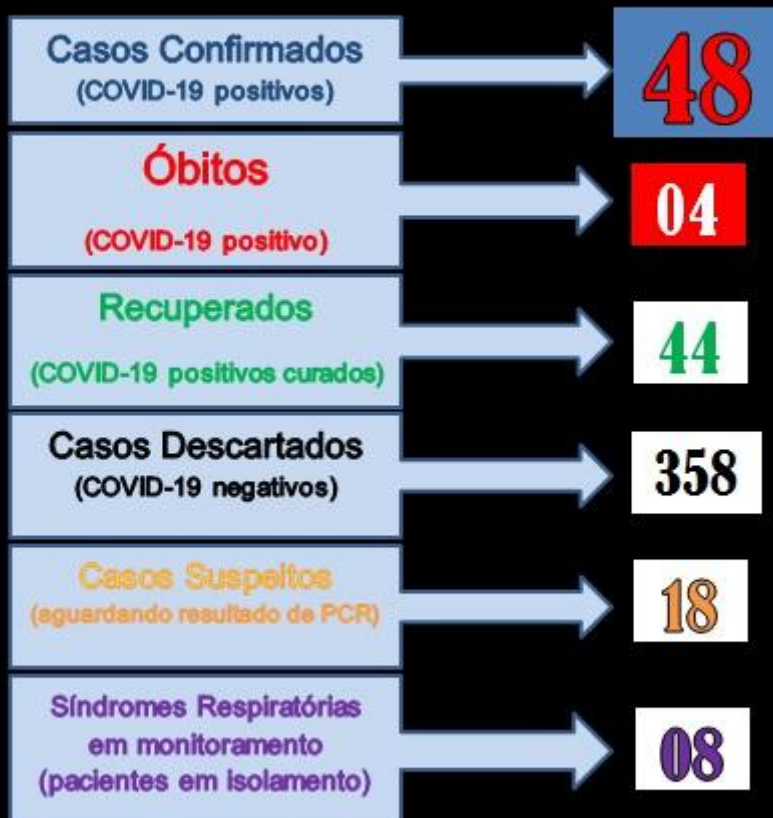 Casos Confirmados
(COVID-19 positivos)
48
Óbitos
(COVID-19 positivo)
04
Recuperados
(COVID-19 positivos curados)
44
Casos Descartados
(COVID-19 negativos)
358
Casos Suspeitos
(aguardando resultado de PCR)
18
Síndromes Respiratórias
em monitoramento
(pacientes em isolamento)
08